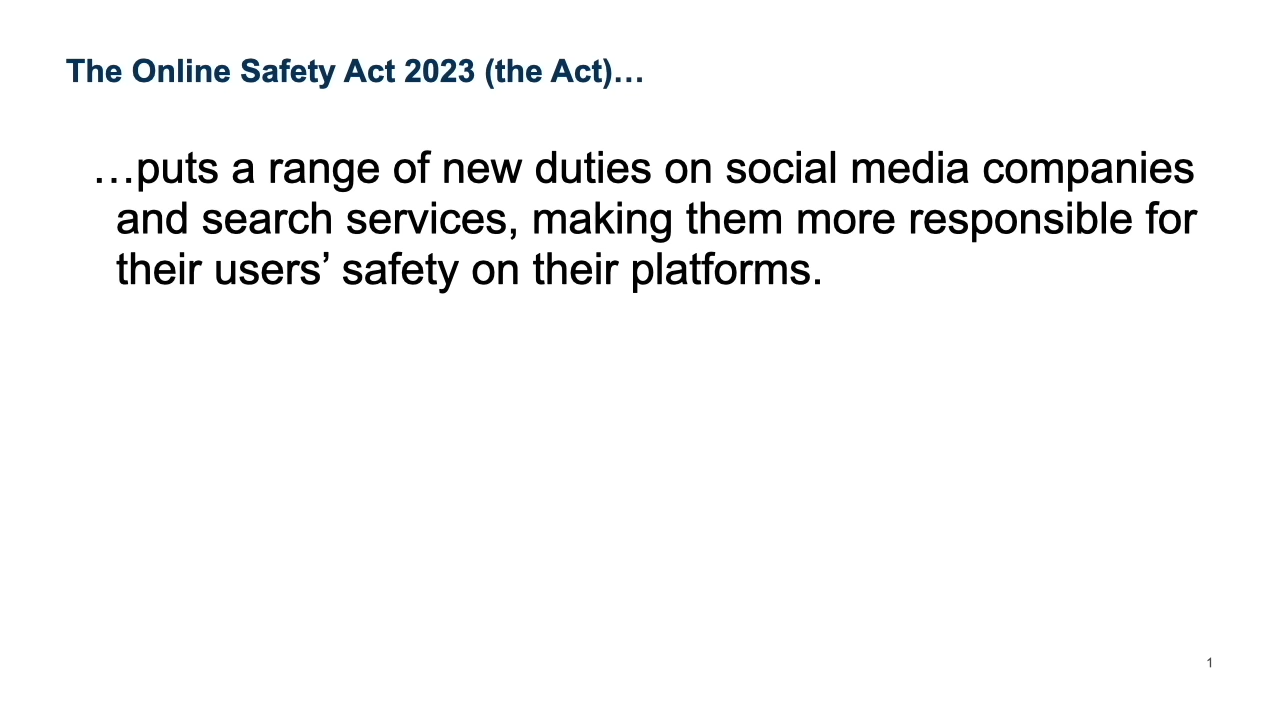 The Online Safety Act 2023 (the Act)…
…puts a range of new duties on social media companies
and search services, making them more responsible for
their users’ safety on their platforms.
1